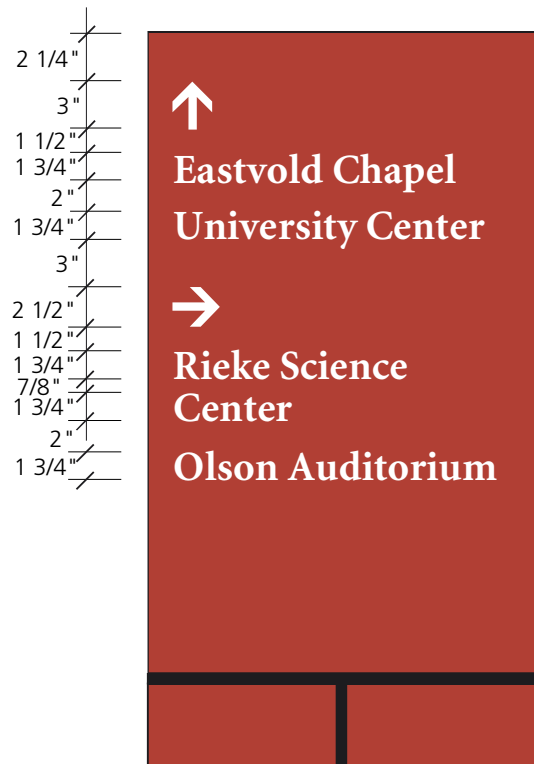 2 1/4"
3"
1 1/2"
1 3/4"
2"
1 3/4"
3"
2 1/2"
1 1/2"
1 3/4"
7/8"
1 3/4"
2"
1 3/4"
Eastvold Chapel
University Center
Rieke Science
Center
Olson Auditorium